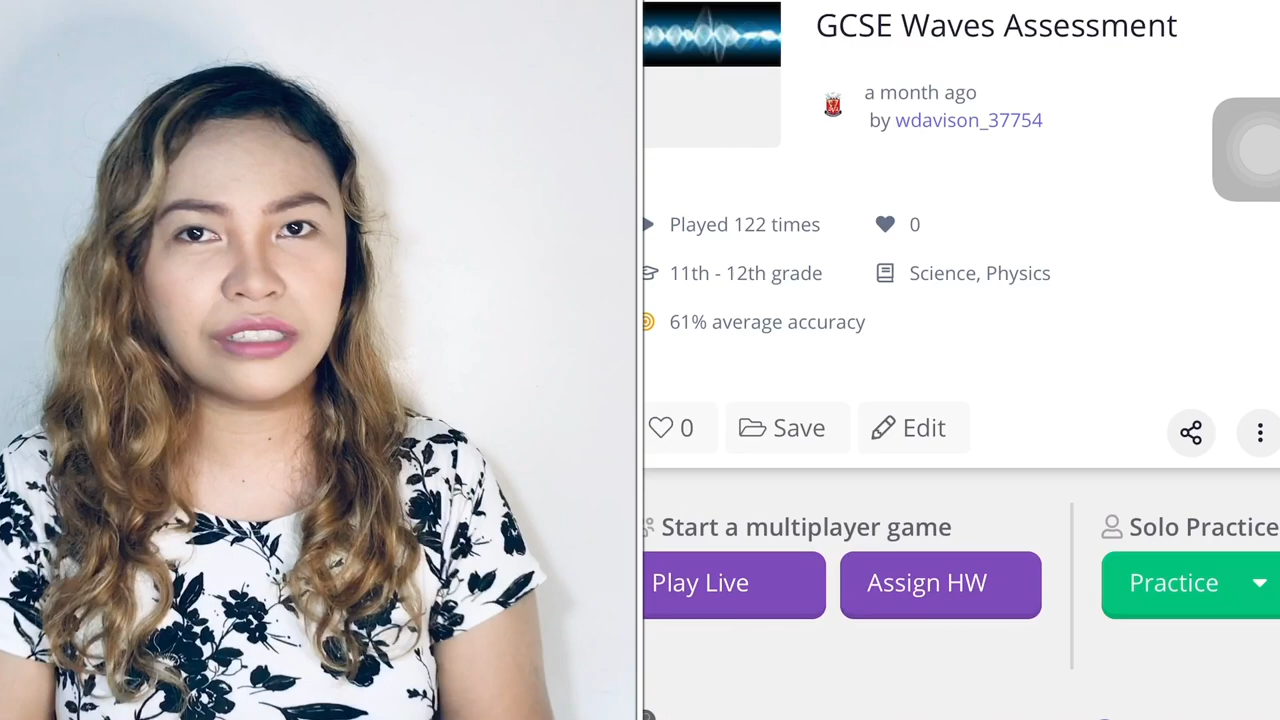 GCSE Waves Assessment
a month ago
by wdavison_37754
Played 122 times
0
11th - 12th grade
Science, Physics
61% average accuracy
0
Save
Edit
Start a multiplayer game
Solo Practice
Play Live
Assign HW
Practice